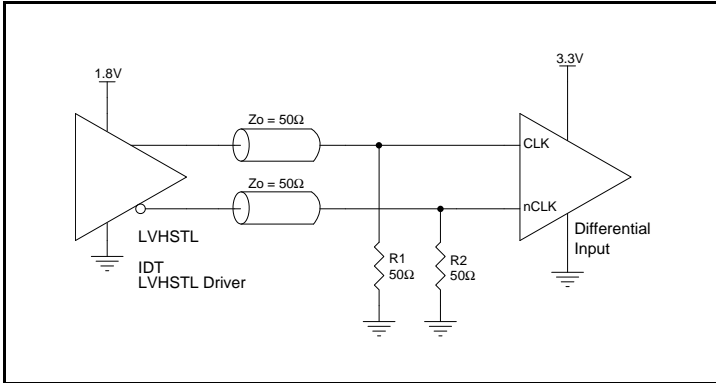 1.8V
3.3V
Zo = 50Ω
Zo = 50Ω
CLK
nCLK
LVHSTL
IDT
LVHSTL Driver
R1
50Ω
R2
50Ω
Differential
Input